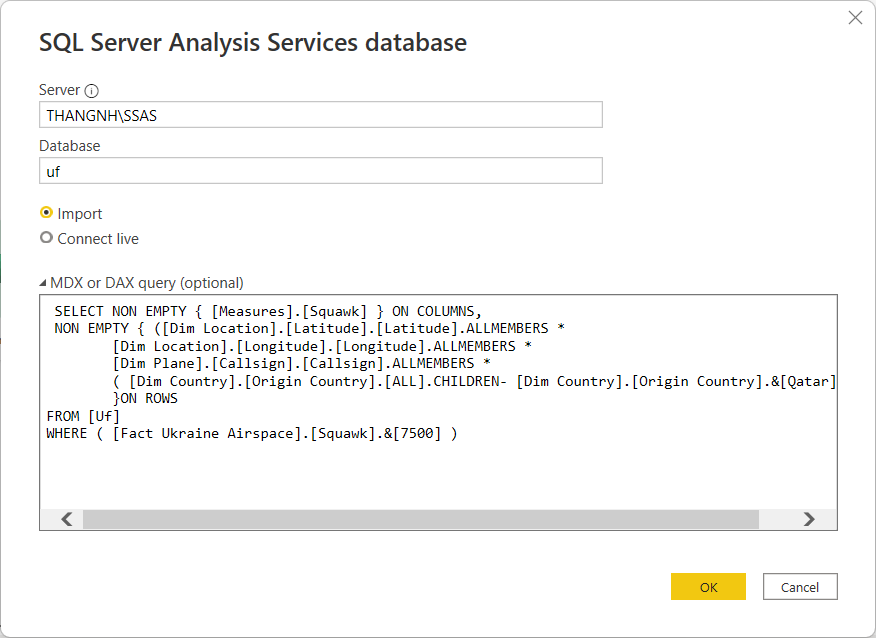 SQL Server Analysis Services database
Server
THANGNH\SSAS
Database
uf
Import
Connect live
MDX or DAX query (optional)
SELECT NON EMPTY { [Measures].[Squawk] } ON COLUMNS,
NON EMPTY { ([Dim Location].[Latitude].[Latitude].ALLMEMBERS *
[Dim Location].[Longitude].[Longitude].ALLMEMBERS *
[Dim Plane].[Callsign].[Callsign].ALLMEMBERS *
( [Dim Country].[Origin Country].[ALL].CHILDREN- [Dim Country].[Origin Country].&[Qatar]
}ON ROWS
FROM [Uf]
WHERE ( [Fact Ukraine Airspace].[Squawk].&[7500] )
OK Cancel